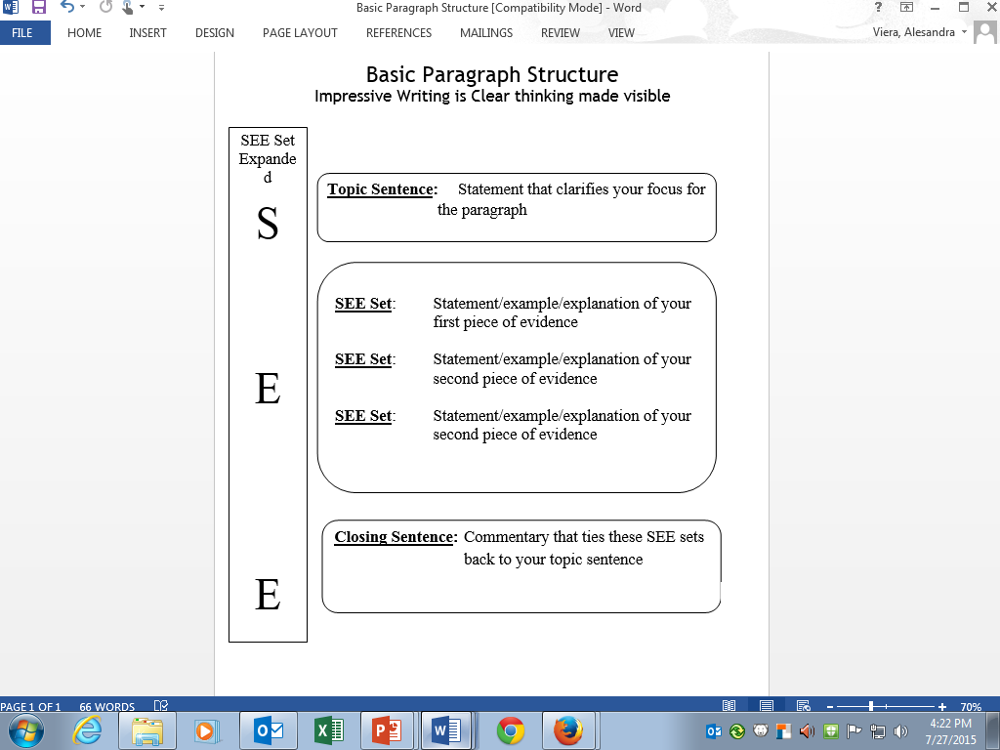 Basic Paragraph Structure [Compatibility Mode] - Word
FILE HOME INSERT DESIGN PAGE LAYOUT REFERENCES MAILINGS REVIEW VIEW Viera, Alesandra
Basic Paragraph Structure
Impressive Writing is Clear thinking made visible
SEE Set
Expande
d
S
E
E
Topic Sentence: Statement that clarifies your focus for
the paragraph
SEE Set: Statement/example/explanation of your
first piece of evidence
SEE Set: Statement/example/explanation of your
second piece of evidence
SEE Set: Statement/example/explanation of your
second piece of evidence
Closing Sentence: Commentary that ties these SEE sets
back to your topic sentence
PAGE 1 OF 1 66 WORDS 70%
4:22 PM
7/27/2015